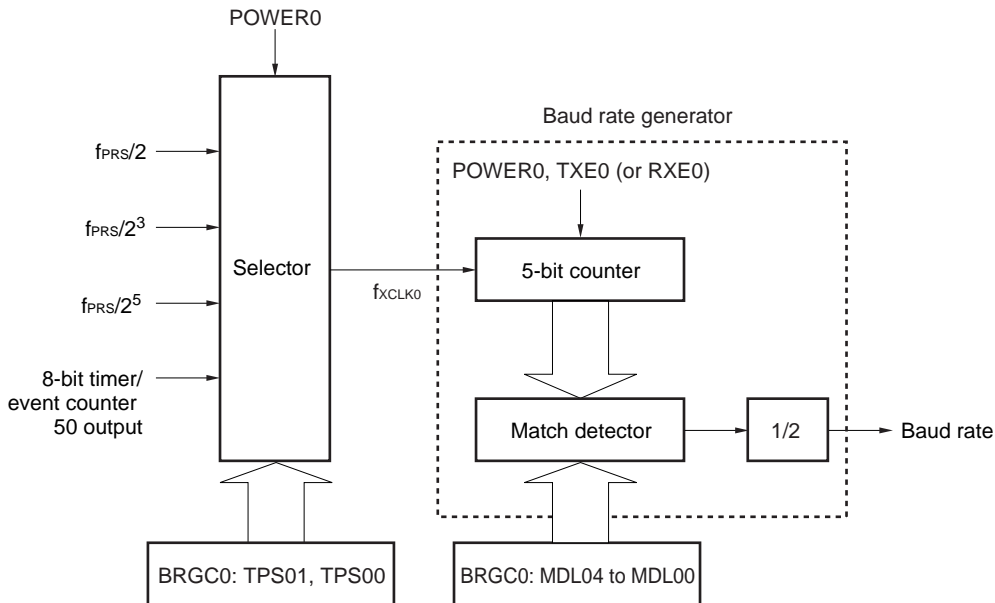 POWER0
Baud rate generator
fPRS/2
POWER0, TXE0 (or RXE0)
fPRS/2³
Selector
5-bit counter
fXCLK0
fPRS/2⁵
8-bit timer/
event counter
50 output
Match detector
1/2
Baud rate
BRGC0: TPS01, TPS00
BRGC0: MDL04 to MDL00